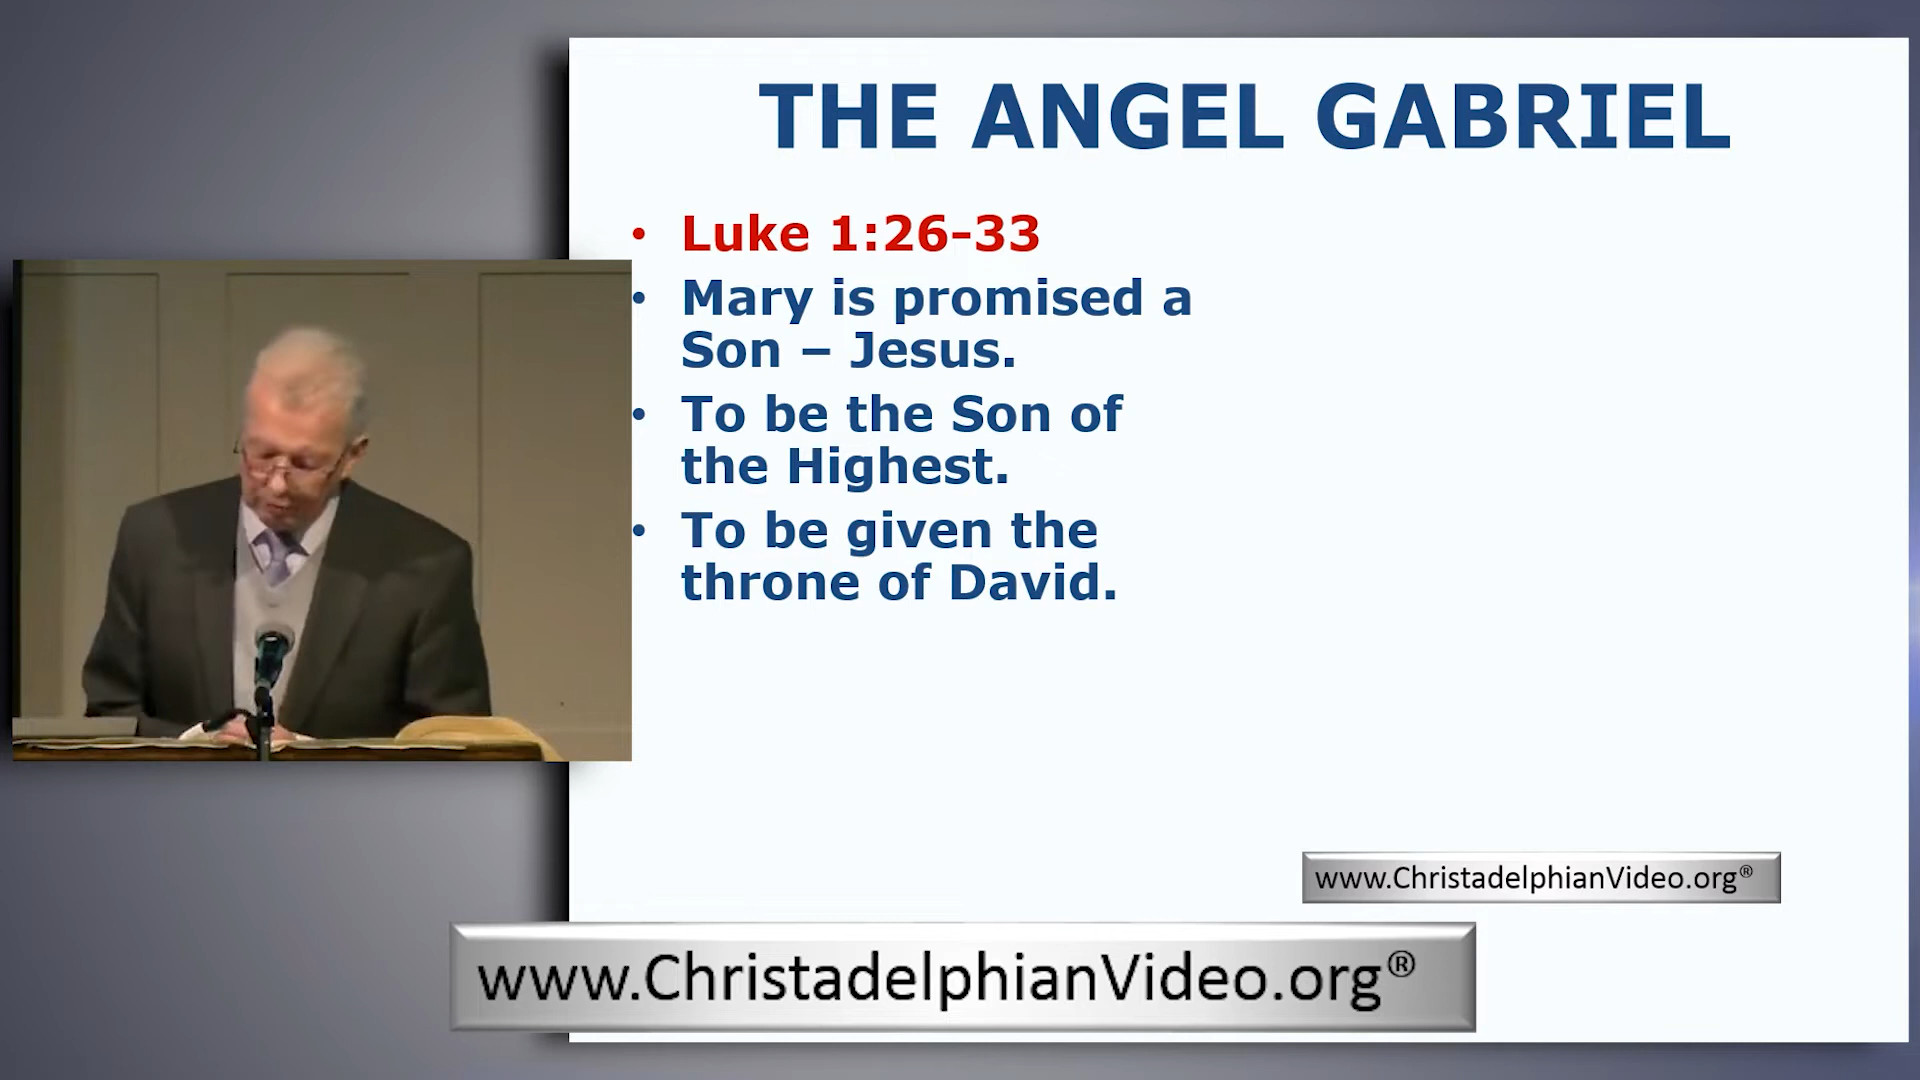 THE ANGEL GABRIEL
• Luke 1:26-33
• Mary is promised a
Son – Jesus.
• To be the Son of
the Highest.
• To be given the
throne of David.
www.ChristadelphianVideo.org®
www.ChristadelphianVideo.org®